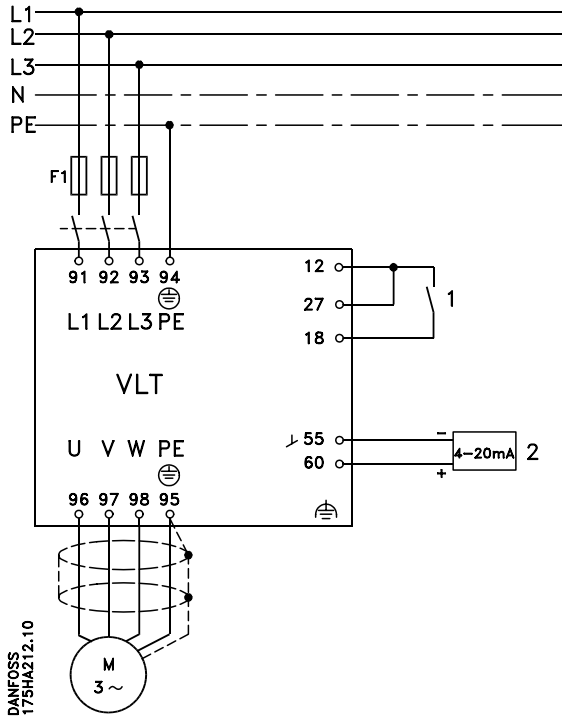 L1
L2
L3
N
PE
F1
91 92 93 94
L1 L2 L3 PE
12
27
18
1
VLT
55
60
-
4-20mA
+
2
U V W PE
96 97 98 95
M
3~
DANFOSS
175HA212.10